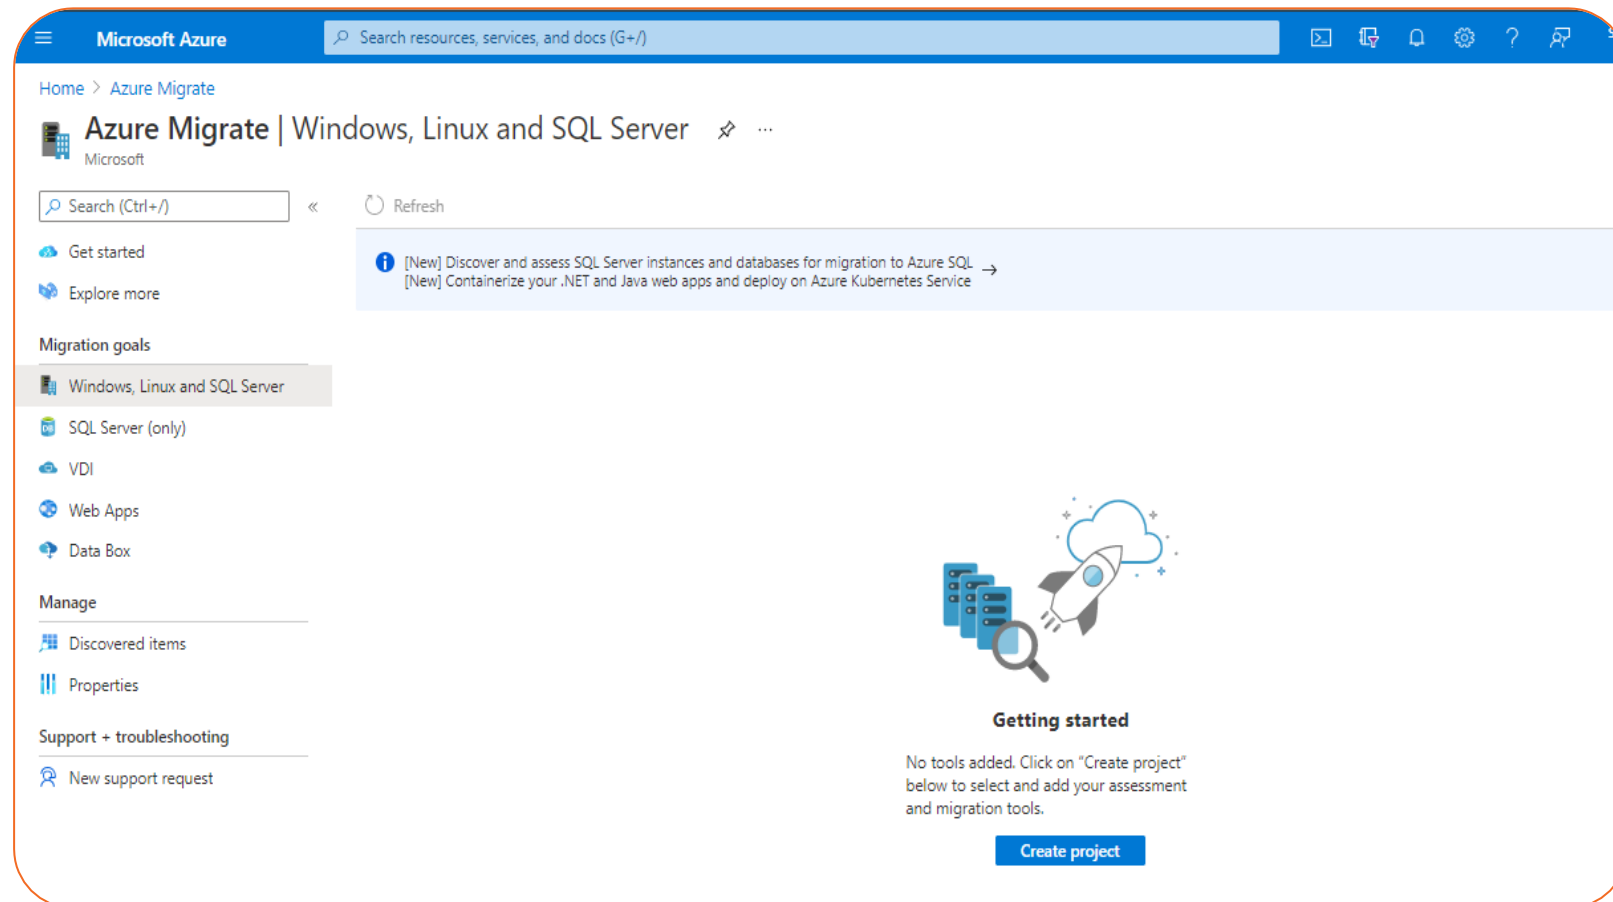 Microsoft Azure
Search resources, services, and docs (G+/)
Home > Azure Migrate
Azure Migrate | Windows, Linux and SQL Server
Microsoft
Search (Ctrl+/)
Refresh
Get started
Explore more
[New] Discover and assess SQL Server instances and databases for migration to Azure SQL
[New] Containerize your .NET and Java web apps and deploy on Azure Kubernetes Service
Migration goals
Windows, Linux and SQL Server
SQL Server (only)
VDI
Web Apps
Data Box
Manage
Discovered items
Properties
Support + troubleshooting
New support request
Getting started
No tools added. Click on "Create project"
below to select and add your assessment
and migration tools.
Create project